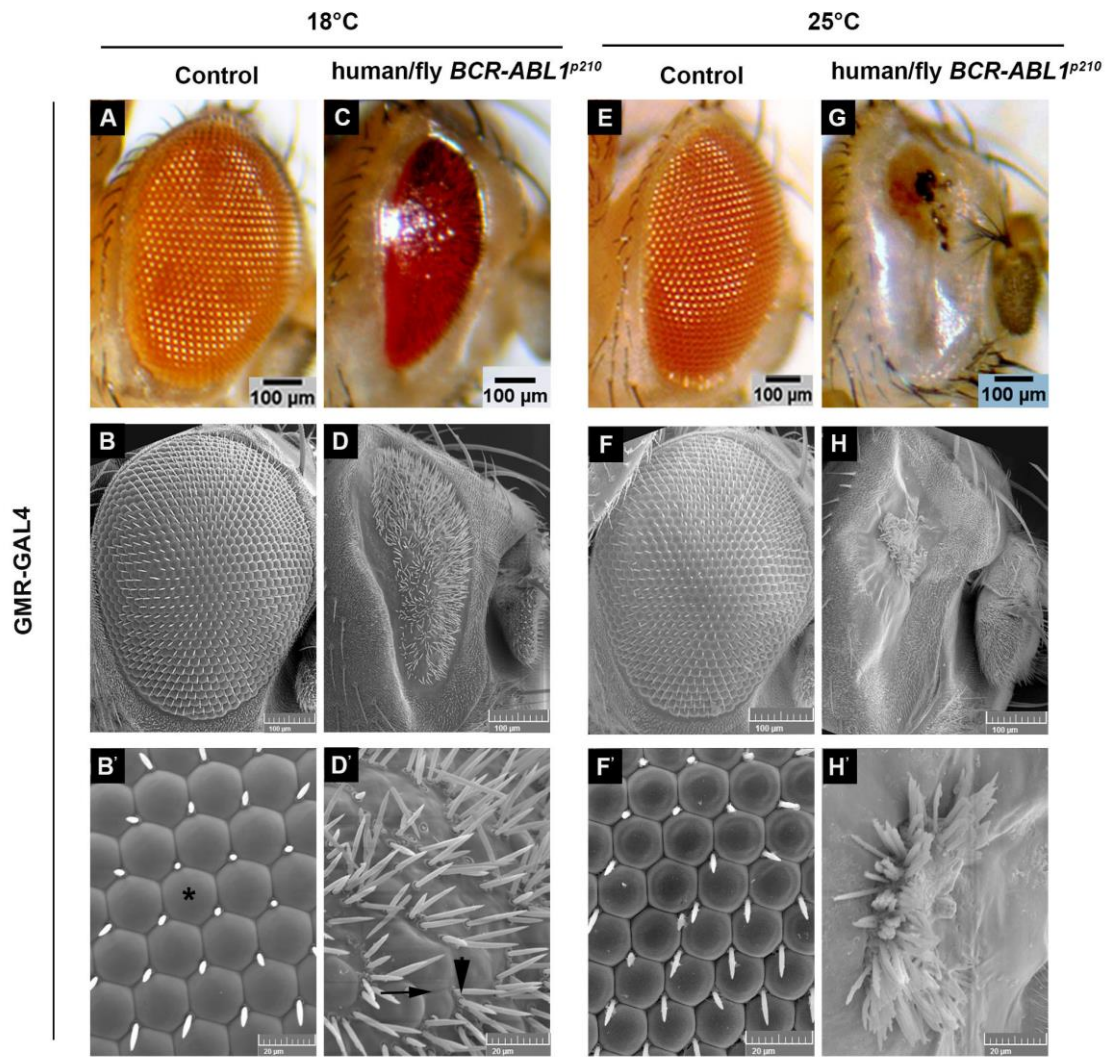 18°C
25°C
Control
human/fly BCR-ABL1p210
Control
human/fly BCR-ABL1p210
GMR-GAL4
A
C
E
G
100 µm
100 µm
100 µm
100 µm
B
D
F
H
100 µm
100 µm
100 µm
100 µm
B'
D'
F'
H'
*
20 µm
20 µm
20 µm
20 µm